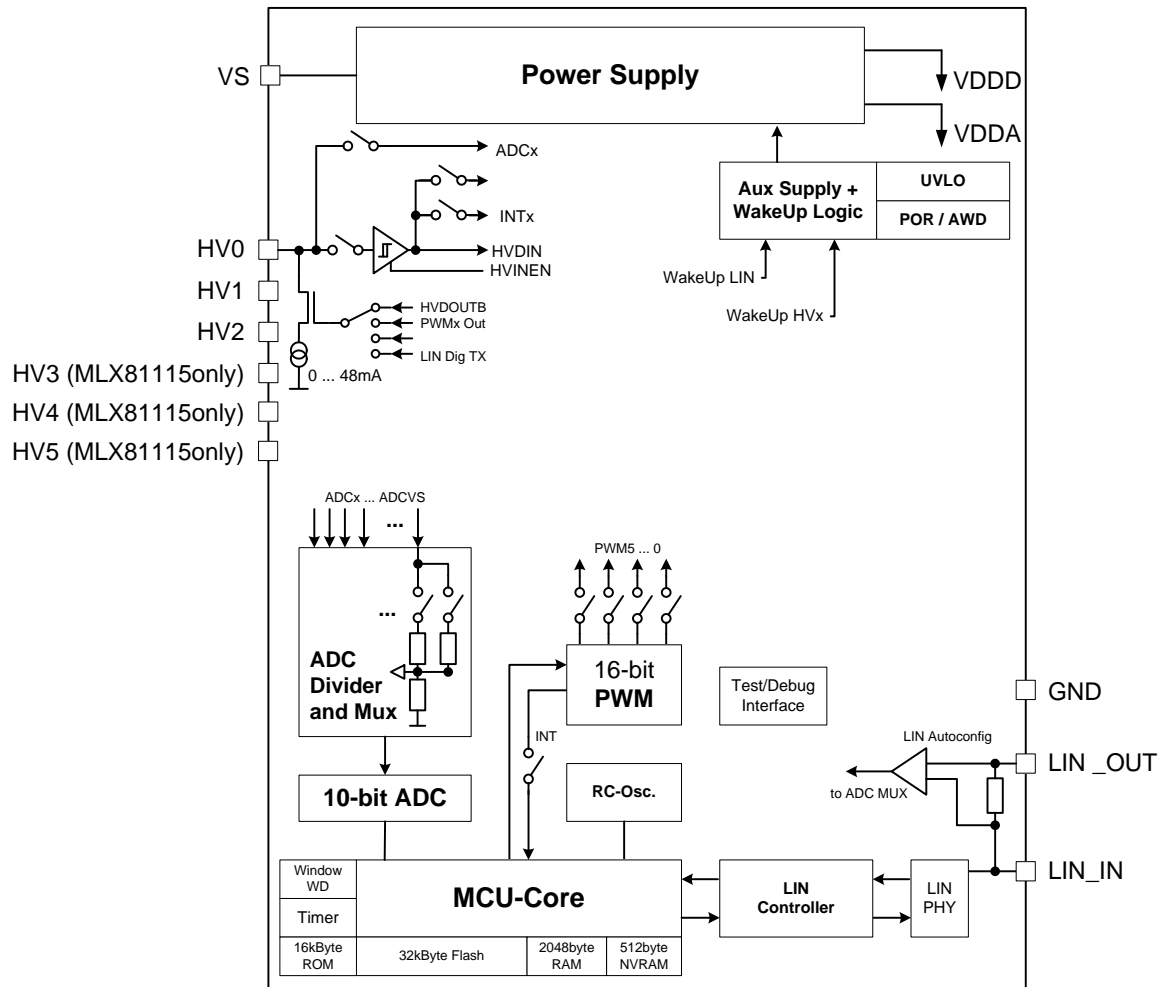 Power Supply
VS
VDDD
VDDA
ADCx
INTx
HVDIN
HVINEN
Aux Supply +
WakeUp Logic
UVLO
POR / AWD
WakeUp LIN
WakeUp HVx
HV0
HV1
HV2
HV3 (MLX81115only)
HV4 (MLX81115only)
HV5 (MLX81115only)
HVDOUTB
PWMx Out
LIN Dig TX
0 ... 48mA
ADCx ... ADCVS
...
...
ADC
Divider
and Mux
PWM5 ... 0
16-bit
PWM
INT
Test/Debug
Interface
GND
LIN Autoconfig
LIN _OUT
to ADC MUX
10-bit ADC
RC-Osc.
LIN_IN
Window
WD
Timer
MCU-Core
LIN
Controller
LIN
PHY
16kByte
ROM
32kByte Flash
2048byte
RAM
512byte
NVRAM